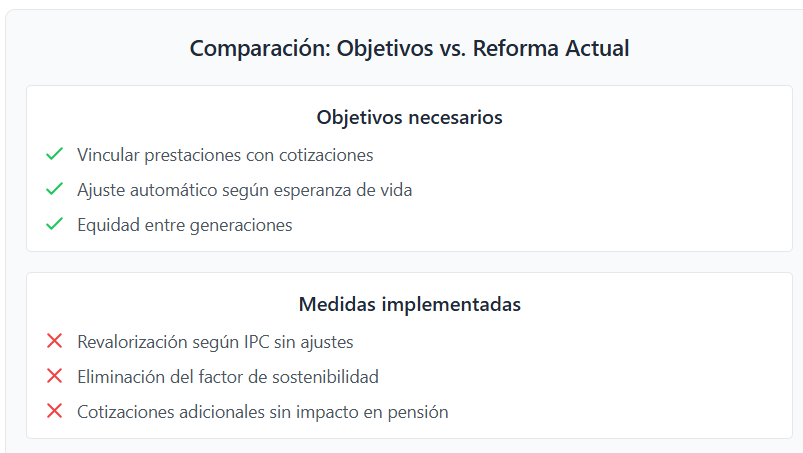 Comparación: Objetivos vs. Reforma Actual
Objetivos necesarios
Vincular prestaciones con cotizaciones
Ajuste automático según esperanza de vida
Equidad entre generaciones
Medidas implementadas
Revalorización según IPC sin ajustes
Eliminación del factor de sostenibilidad
Cotizaciones adicionales sin impacto en pensión